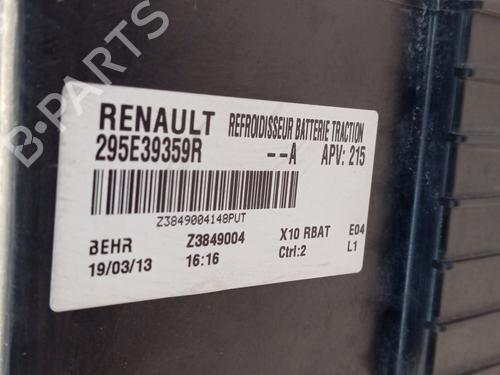 B-PARTS
RENAULT REFROIDISSEUR BATTERIE TRACTION
295E39359R --A APV: 215
Z3849004148PUT
BEHR Z3849004 X10 RBAT E04
19/03/13 16:16 Ctrl:2 L1